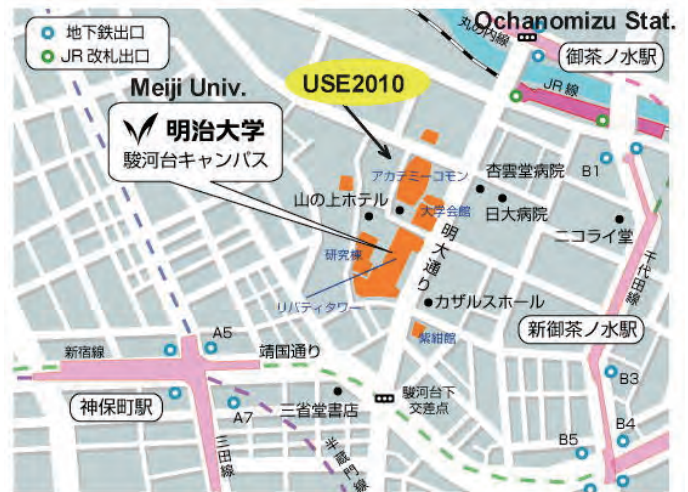 Ochanomizu Stat.
地下鉄出口
JR改札出口
丸の内線
御茶ノ水駅
JR線
Meiji Univ.
USE2010
明治大学
駿河台キャンパス
アカデミーコモン
杏雲堂病院
B1
山の上ホテル
大学会館
日大病院
ニコライ堂
明大通り
研究棟
千代田線
リバティタワー
カザルスホール
新御茶ノ水駅
紫紺館
A5
新宿線
靖国通り
B3
駿河台下
交差点
神保町駅
A7
三省堂書店
B4
三田線
半蔵門線
B5